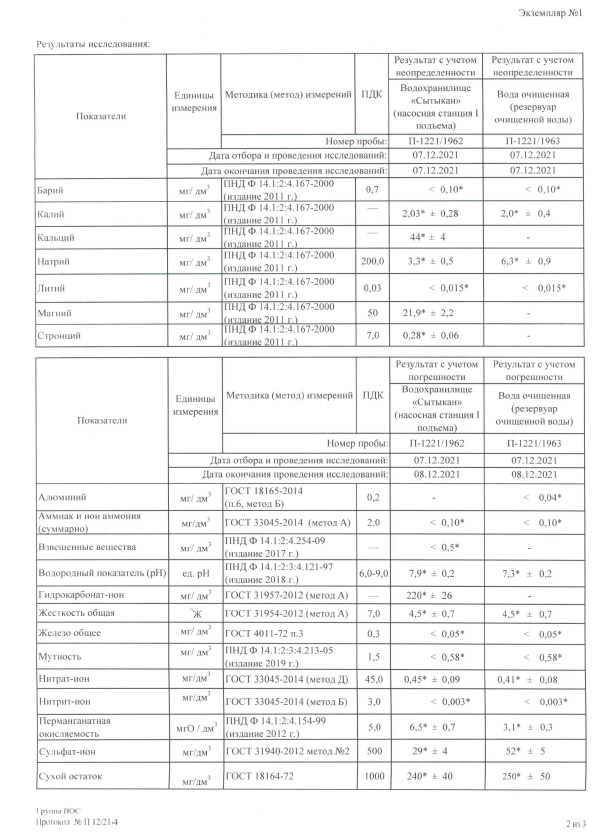 Экземпляр №1
Результаты исследования:
Показатели | Единицы измерения | Методика (метод) измерений | ПДК | Результат с учетом неопределенности | Результат с учетом неопределенности
Водохранилище «Сытыкан» (насосная станция I подъема) | Вода очищенная (резервуар очищенной воды)
Номер пробы: | П-1221/1962 | П-1221/1963
Дата отбора и проведения исследований: | 07.12.2021 | 07.12.2021
Дата окончания проведения исследований: | 07.12.2021 | 07.12.2021
Барий | мг/ дм3 | ПНД Ф 14.1:2:4.167-2000 (издание 2011 г.) | 0,7 | < 0,10* | < 0,10*
Калий | мг/ дм3 | ПНД Ф 14.1:2:4.167-2000 (издание 2011 г.) | — | 2,03* ± 0,28 | 2,0* ± 0,4
Кальций | мг/ дм3 | ПНД Ф 14.1:2:4.167-2000 (издание 2011 г.) | — | 44* ± 4 | -
Натрий | мг/ дм3 | ПНД Ф 14.1:2:4.167-2000 (издание 2011 г.) | 200,0 | 3,3* ± 0,5 | 6,3* ± 0,9
Литий | мг/ дм3 | ПНД Ф 14.1:2:4.167-2000 (издание 2011 г.) | 0,03 | < 0,015* | < 0,015*
Магний | мг/ дм3 | ПНД Ф 14.1:2:4.167-2000 (издание 2011 г.) | 50 | 21,9* ± 2,2 | -
Стронций | мг/ дм3 | ПНД Ф 14.1:2:4.167-2000 (издание 2011 г.) | 7,0 | 0,28* ± 0,06 | -
Показатели | Единицы измерения | Методика (метод) измерений | ПДК | Результат с учетом погрешности | Результат с учетом погрешности
Водохранилище «Сытыкан» (насосная станция I подъема) | Вода очищенная (резервуар очищенной воды)
Номер пробы: | П-1221/1962 | П-1221/1963
Дата отбора и проведения исследований: | 07.12.2021 | 07.12.2021
Дата окончания проведения исследований: | 08.12.2021 | 08.12.2021
Алюминий | мг/ дм3 | ГОСТ 18165-2014 (п.6, метод Б) | 0,2 | - | < 0,04*
Аммиак и ион аммония (суммарно) | мг/ дм3 | ГОСТ 33045-2014 (метод А) | 2,0 | < 0,10* | < 0,10*
Взвешенные вещества | мг/ дм3 | ПНД Ф 14.1:2:4.254-09 (издание 2017 г.) | — | < 0,5* | -
Водородный показатель (рН) | ед. рН | ПНД Ф 14.1:2:3:4.121-97 (издание 2018 г.) | 6,0-9,0 | 7,9* ± 0,2 | 7,3* ± 0,2
Гидрокарбонат-ион | мг/ дм3 | ГОСТ 31957-2012 (метод А) | — | 220* ± 26 | -
Жесткость общая | °Ж | ГОСТ 31954-2012 (метод А) | 7,0 | 4,5* ± 0,7 | 4,5* ± 0,7
Железо общее | мг/ дм3 | ГОСТ 4011-72 п.3 | 0,3 | < 0,05* | < 0,05*
Мутность | мг/ дм3 | ПНД Ф 14.1:2:3:4.213-05 (издание 2019 г.) | 1,5 | < 0,58* | < 0,58*
Нитрат-ион | мг/дм3 | ГОСТ 33045-2014 (метод Д) | 45,0 | 0,45* ± 0,09 | 0,41* ± 0,08
Нитрит-ион | мг/дм3 | ГОСТ 33045-2014 (метод Б) | 3,0 | < 0,003* | < 0,003*
Перманганатная окисляемость | мгО / дм3 | ПНД Ф 14.1:2:4.154-99 (издание 2012 г.) | 5,0 | 6,5* ± 0,7 | 3,1* ± 0,3
Сульфат-ион | мг/дм3 | ГОСТ 31940-2012 метод №2 | 500 | 29* ± 4 | 52* ± 5
Сухой остаток | мг/дм3 | ГОСТ 18164-72 | 1000 | 240* ± 40 | 250* ± 50
Группа ВОС
Протокол № П 12/21-4
2 из 3